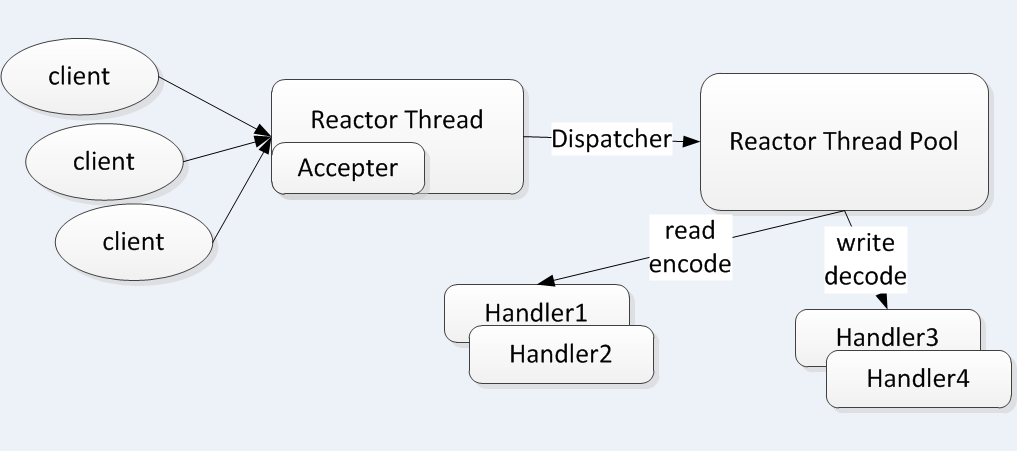 client
client
client
Reactor Thread
Accepter
Dispatcher
Reactor Thread Pool
read
encode
write
decode
Handler1
Handler2
Handler3
Handler4